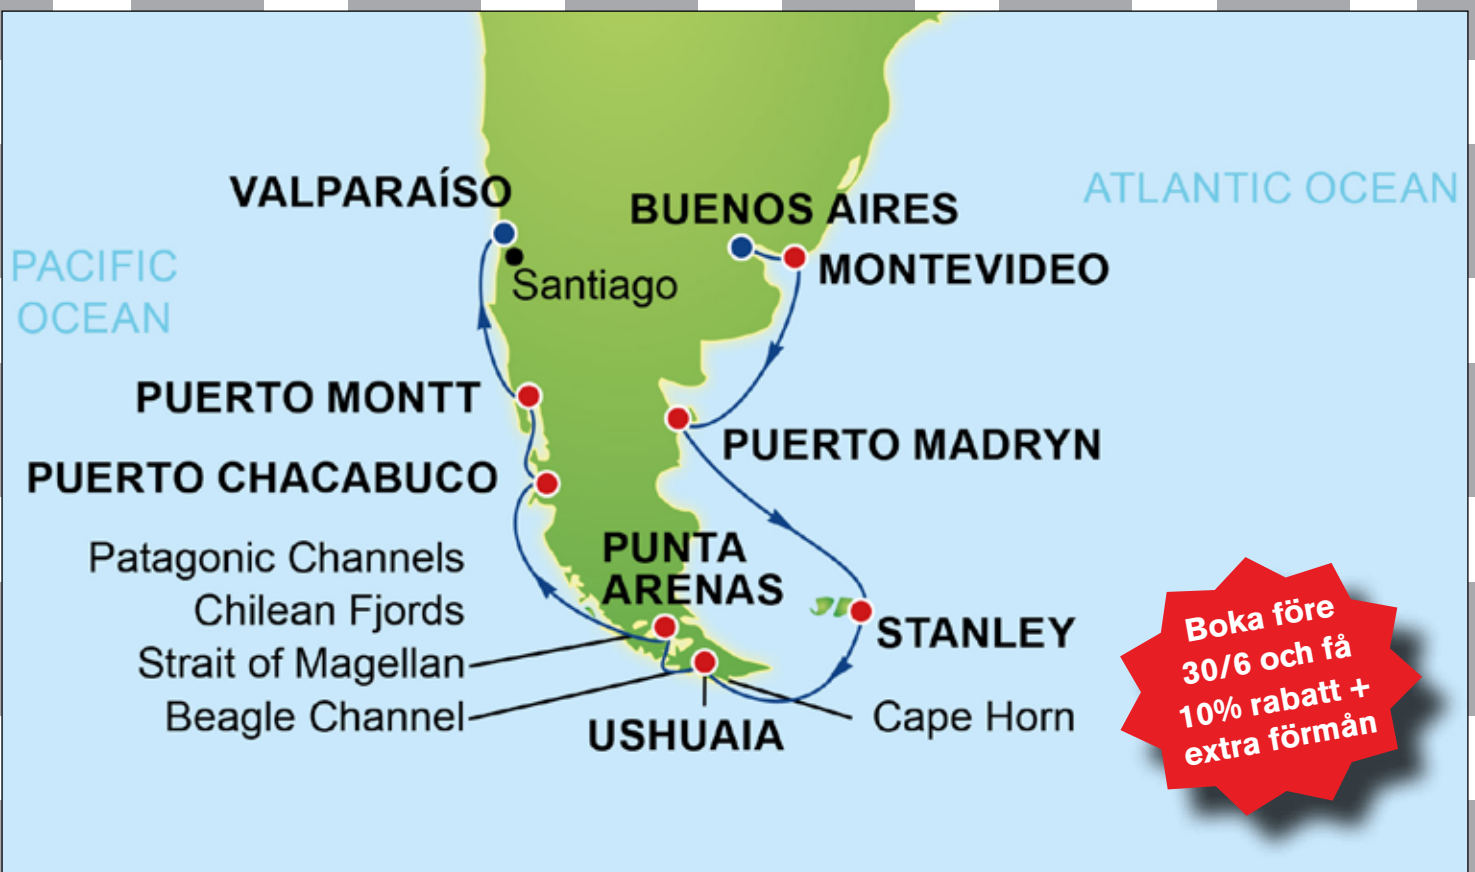 VALPARAÍSO
BUENOS AIRES
ATLANTIC OCEAN
PACIFIC
OCEAN
Santiago
MONTEVIDEO
PUERTO MONTT
PUERTO MADRYN
PUERTO CHACABUCO
PUNTA
ARENAS
Patagonic Channels
Chilean Fjords
Strait of Magellan
Beagle Channel
STANLEY
USHUAIA
Cape Horn
Boka före
30/6 och få
10% rabatt +
extra förmån